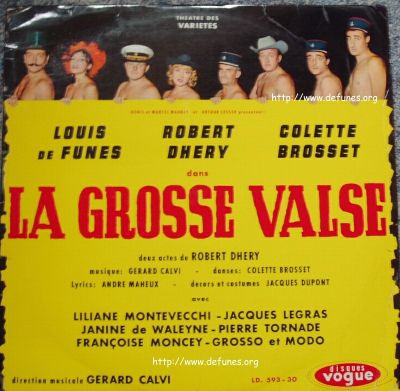 THEATRE DES
VARIETES
http://www.defunes.org
DENIS et MARCEL MAUREY et ARTHUR LESSER présentent:
LOUIS ROBERT COLETTE
DE FUNES DHERY BROSSET
dans
LA GROSSE VALSE
deux actes de ROBERT DHERY
musique: GERARD CALVI - danses: COLETTE BROSSET
Lyrics: ANDRE MAHEUX - decors et costumes JACQUES DUPONT
avec
LILIANE MONTEVECCHI - JACQUES LEGRAS
JANINE de WALEYNE - PIERRE TORNADE
FRANÇOISE MONCEY - GROSSO et MODO
http://www.defunes.org
direction musicale GERARD CALVI
LD. 593-30
disques
vogue